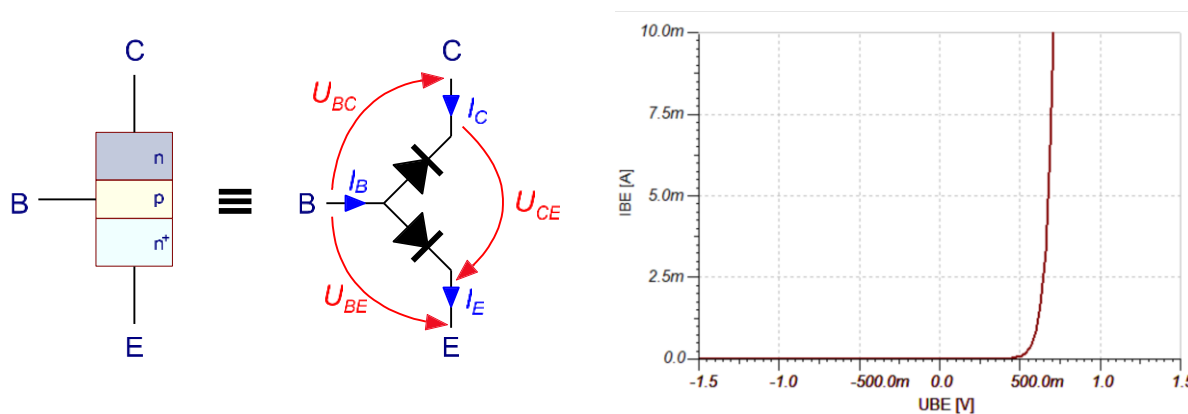 C
n
B
p
n+
E
≡
C
UBC
IC
IB
B
UCE
UBE
IE
E
10.0m
7.5m
IBE [A]
5.0m
2.5m
0.0
-1.5 -1.0 -500.0m 0.0 500.0m 1.0 1.5
UBE [V]